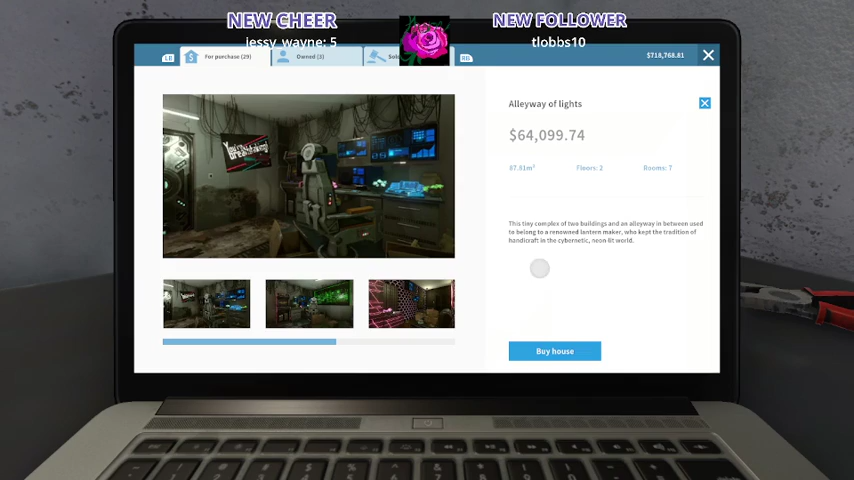 NEW CHEER
jessy_wayne: 5
NEW FOLLOWER
tlobbs10
LB
For purchase (29)
Owned (3)
RB
$718,768.81
Alleyway of lights
$64,099.74
Floors: 2
Rooms: 7
This tiny complex of two buildings and an alleyway in between used
to belong to a renowned lantern maker, who kept the tradition of
handicraft in the cybernetic, neon-lit world.
Buy house